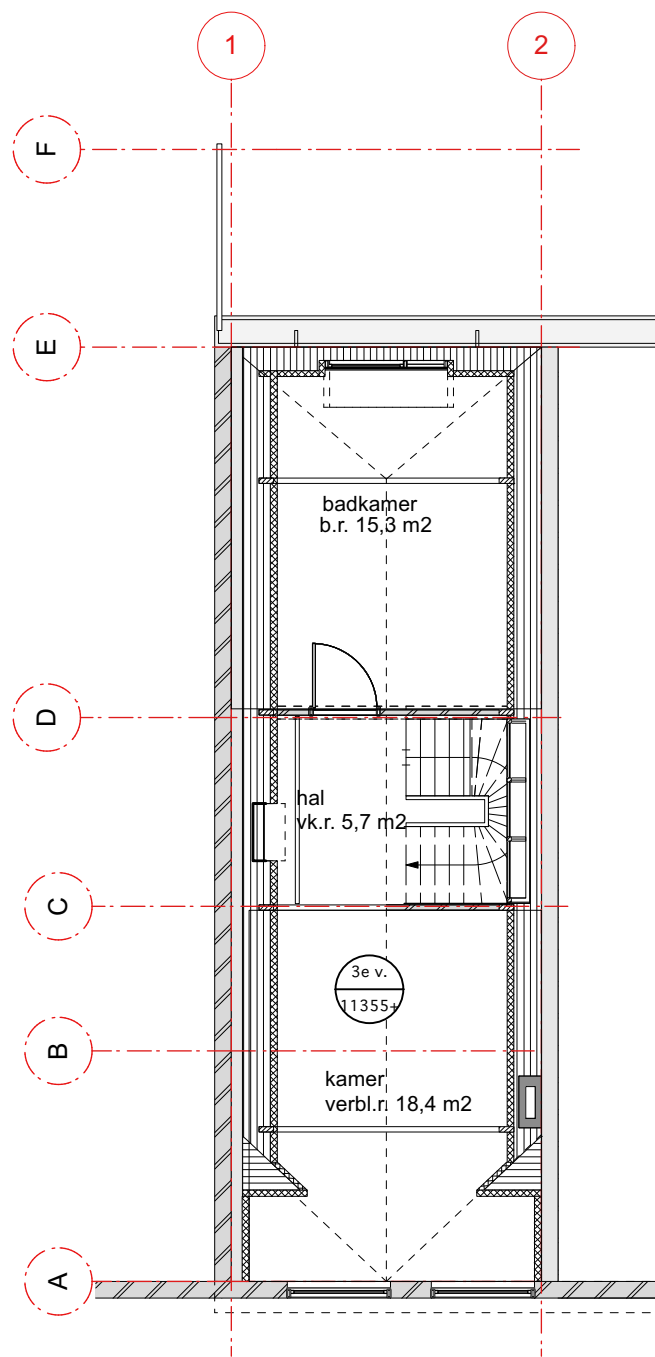 1
2
F
E
badkamer
b.r. 15,3 m2
D
hal
vk.r. 5,7 m2
C
3e v.
11355+
B
kamer
verbl.r. 18,4 m2
A